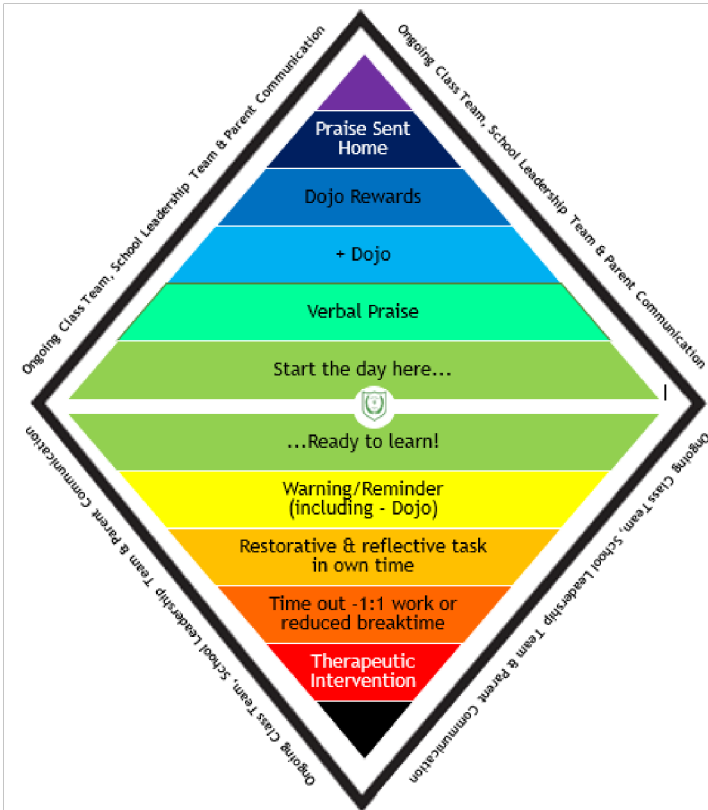 Ongoing Class Team, School Leadership Team & Parent Communication
Ongoing Class Team, School Leadership Team & Parent Communication
Praise Sent
Home
Dojo Rewards
+ Dojo
Verbal Praise
Start the day here...
...Ready to learn!
Warning/Reminder
(including - Dojo)
Restorative & reflective task
in own time
Time out -1:1 work or
reduced breaktime
Therapeutic
Intervention
Ongoing Class Team, School Leadership Team & Parent Communication
Ongoing Class Team, School Leadership Team & Parent Communication